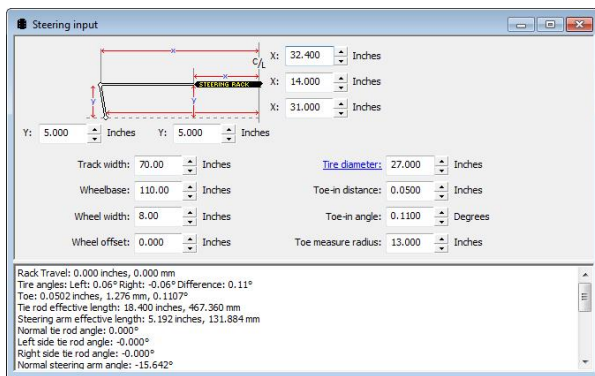 Steering input
x
C/L
X: 32.400 Inches
x
STEERING RACK
X: 14.000 Inches
y
y
X: 31.000 Inches
Y: 5.000 Inches Y: 5.000 Inches
Track width: 70.00 Inches Tire diameter: 27.000 Inches
Wheelbase: 110.00 Inches Toe-in distance: 0.0500 Inches
Wheel width: 8.00 Inches Toe-in angle: 0.1100 Degrees
Wheel offset: 0.000 Inches Toe measure radius: 13.000 Inches
Rack Travel: 0.000 inches, 0.000 mm
Tire angles: Left: 0.06° Right: -0.06° Difference: 0.11°
Toe: 0.0502 inches, 1.276 mm, 0.1107°
Tie rod effective length: 18.400 inches, 467.360 mm
Steering arm effective length: 5.192 inches, 131.884 mm
Normal tie rod angle: 0.000°
Left side tie rod angle: -0.000°
Right side tie rod angle: -0.000°
Normal steering arm angle: -15.642°